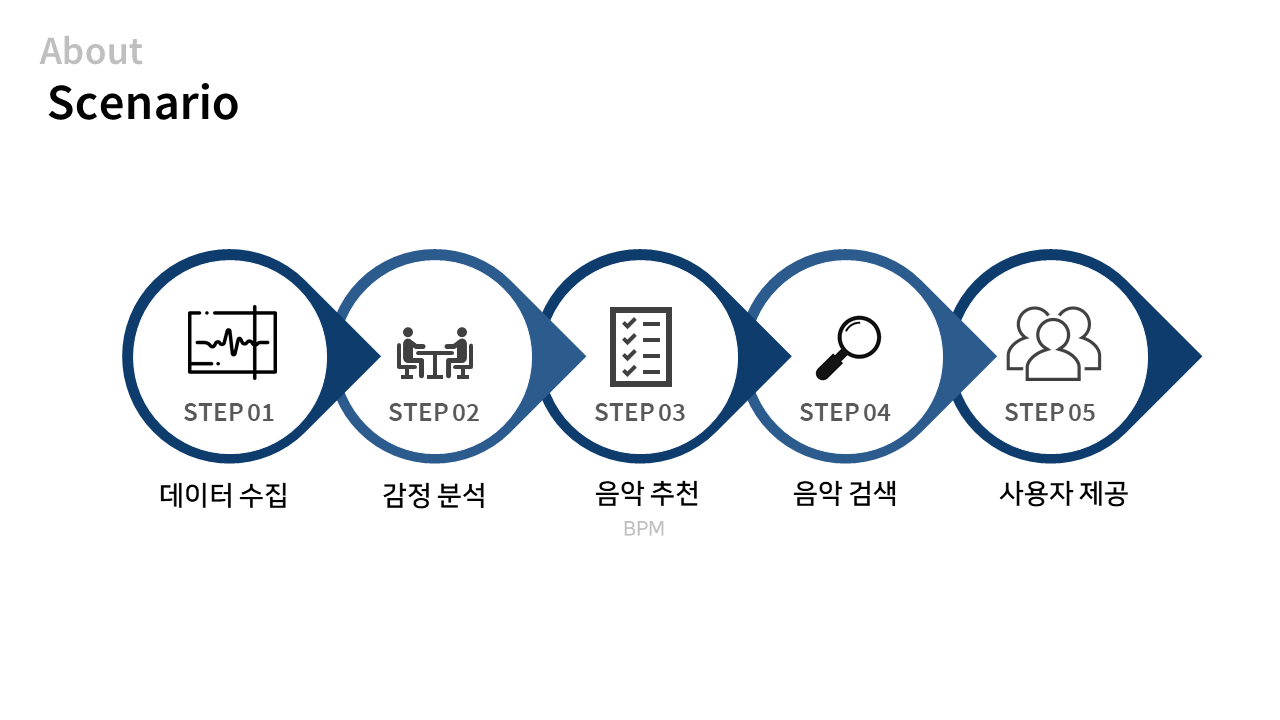 About
Scenario
STEP 01
STEP 02
STEP 03
STEP 04
STEP 05
데이터 수집
감정 분석
음악 추천
음악 검색
사용자 제공
BPM